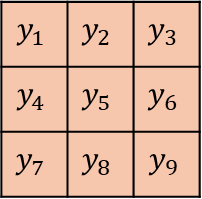 y₁ y₂ y₃
y₄ y₅ y₆
y₇ y₈ y₉